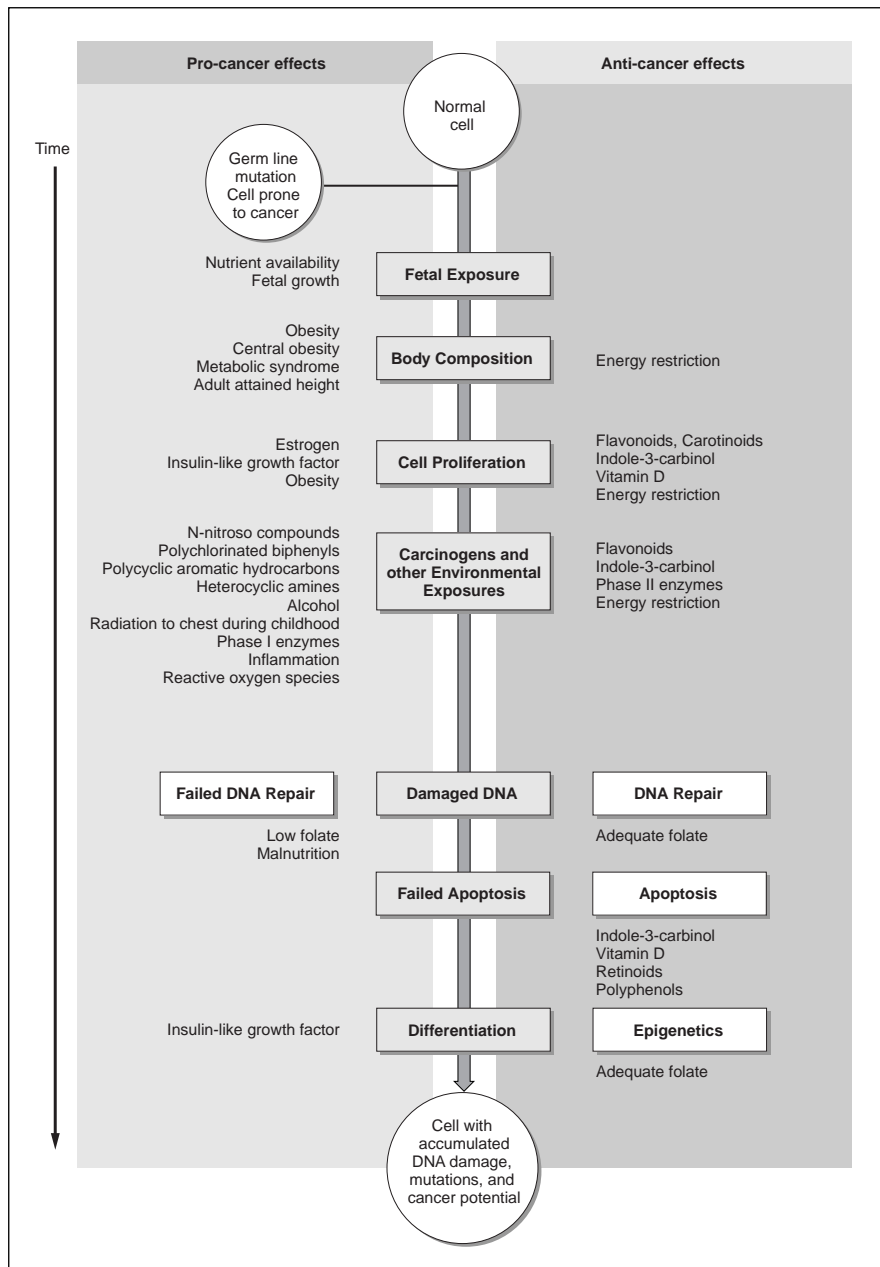 Pro-cancer effects
Anti-cancer effects
Normal
cell
Time
Germ line
mutation
Cell prone
to cancer
Nutrient availability
Fetal growth
Fetal Exposure
Obesity
Central obesity
Metabolic syndrome
Adult attained height
Body Composition
Energy restriction
Estrogen
Insulin-like growth factor
Obesity
Cell Proliferation
Flavonoids, Carotinoids
Indole-3-carbinol
Vitamin D
Energy restriction
N-nitroso compounds
Polychlorinated biphenyls
Polycyclic aromatic hydrocarbons
Heterocyclic amines
Alcohol
Radiation to chest during childhood
Phase I enzymes
Inflammation
Reactive oxygen species
Carcinogens and
other Environmental
Exposures
Flavonoids
Indole-3-carbinol
Phase II enzymes
Energy restriction
Failed DNA Repair
Damaged DNA
DNA Repair
Low folate
Malnutrition
Adequate folate
Failed Apoptosis
Apoptosis
Indole-3-carbinol
Vitamin D
Retinoids
Polyphenols
Insulin-like growth factor
Differentiation
Epigenetics
Adequate folate
Cell with
accumulated
DNA damage,
mutations, and
cancer potential